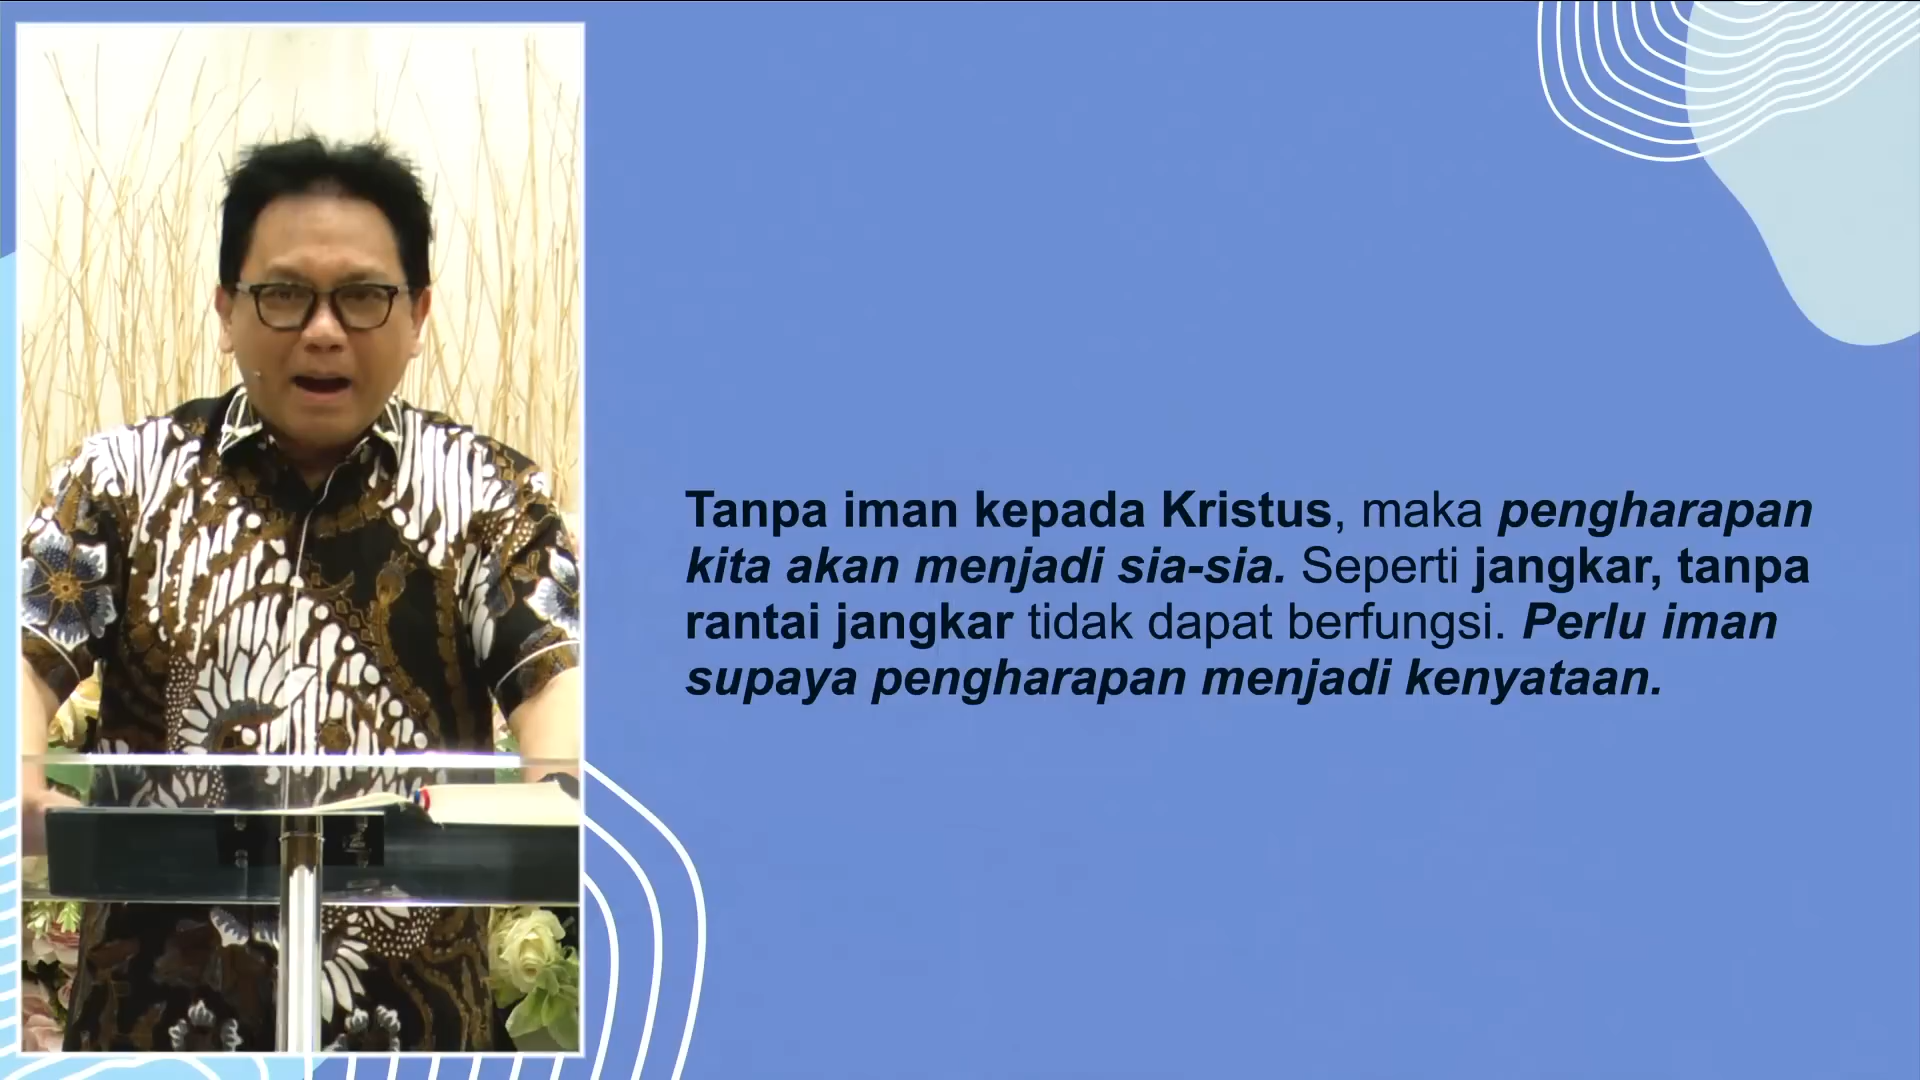 Tanpa iman kepada Kristus, maka pengharapan
kita akan menjadi sia-sia. Seperti jangkar, tanpa
rantai jangkar tidak dapat berfungsi. Perlu iman
supaya pengharapan menjadi kenyataan.